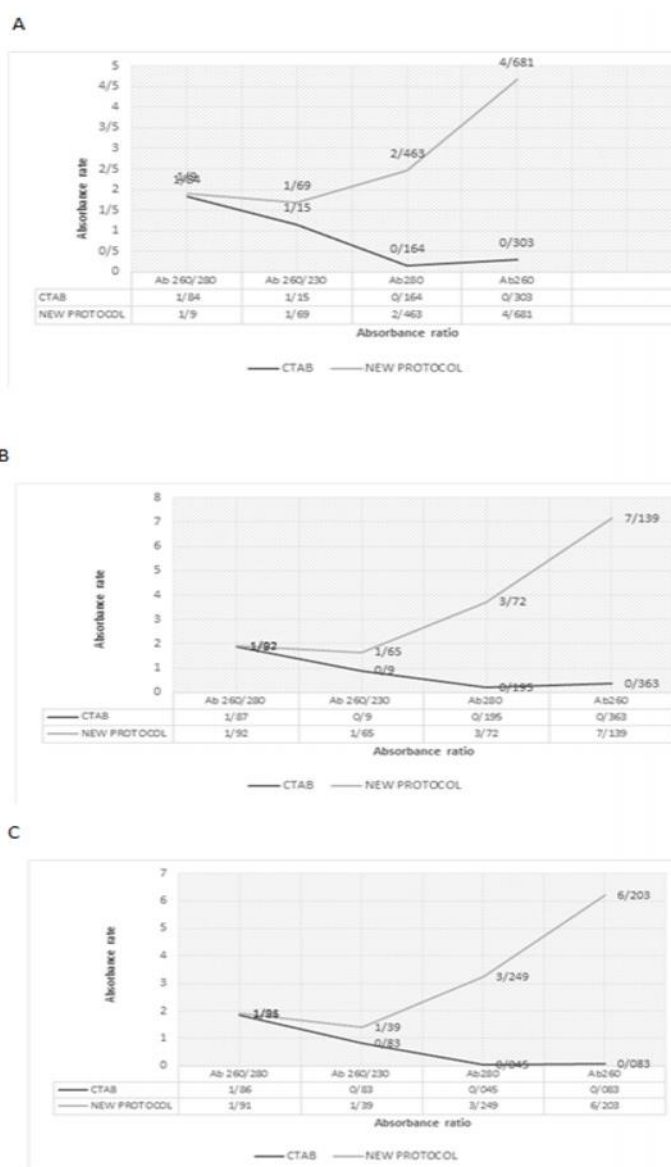 A
5
4/5
4
3/5
3
2/5
2
1/5
1
0/5
0
Absorbance rate
4/681
2/463
1/69
1/15
0/164
0/303
Ab 260/280 Ab 260/230 Ab280 Ab260
CTAB 1/84 1/15 0/164 0/303
NEW PROTOCOL 1/9 1/69 2/463 4/681
Absorbance ratio
CTAB NEW PROTOCOL
B
8
7
6
5
4
3
2
1
0
Absorbance rate
7/139
3/72
1/65
0/9
0/195
0/363
Ab 260/280 Ab 260/230 Ab280 Ab260
CTAB 1/87 0/9 0/195 0/363
NEW PROTOCOL 1/92 1/65 3/72 7/139
Absorbance ratio
CTAB NEW PROTOCOL
C
7
6
5
4
3
2
1
0
Absorbance rate
6/203
3/249
1/39
0/83
0/045
0/083
Ab 260/280 Ab 260/230 Ab280 Ab260
CTAB 1/86 0/83 0/045 0/083
NEW PROTOCOL 1/91 1/39 3/249 6/203
Absorbance ratio
CTAB NEW PROTOCOL